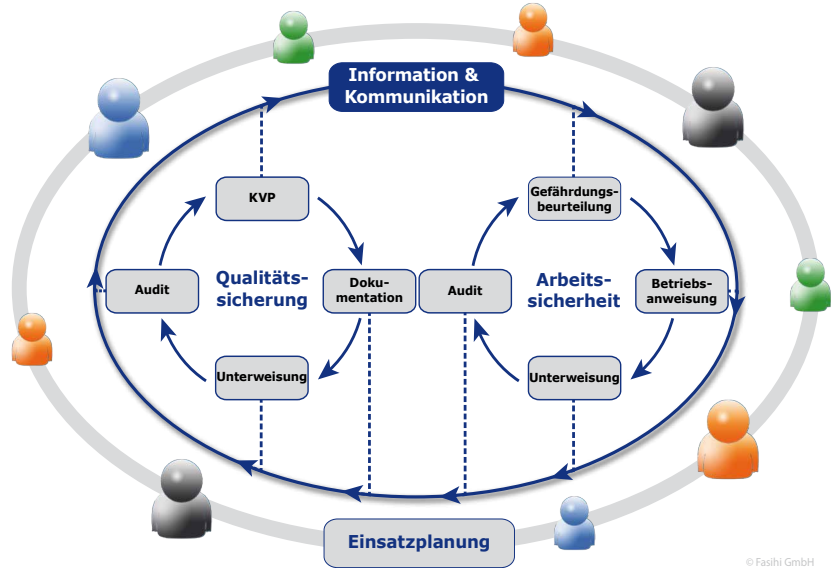 Information &
Kommunikation
KVP
Gefährdungs-
beurteilung
Audit
Qualitäts-
sicherung
Doku-
mentation
Audit
Arbeits-
sicherheit
Betriebs-
anweisung
Unterweisung
Unterweisung
Einsatzplanung
© Fasihi GmbH